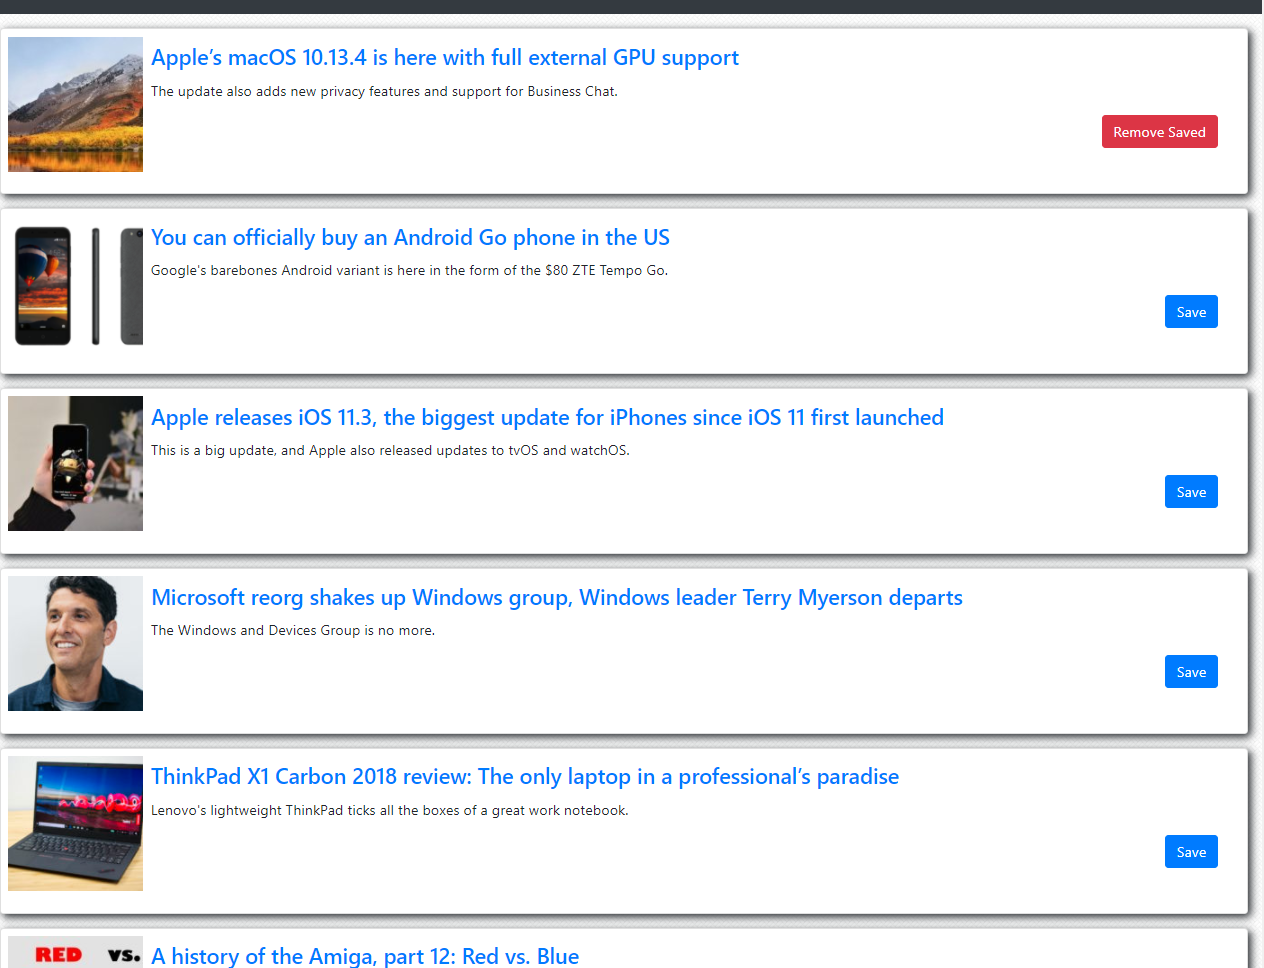 Apple’s macOS 10.13.4 is here with full external GPU support
The update also adds new privacy features and support for Business Chat.
Remove Saved
You can officially buy an Android Go phone in the US
Google's barebones Android variant is here in the form of the $80 ZTE Tempo Go.
Save
Apple releases iOS 11.3, the biggest update for iPhones since iOS 11 first launched
This is a big update, and Apple also released updates to tvOS and watchOS.
Save
Microsoft reorg shakes up Windows group, Windows leader Terry Myerson departs
The Windows and Devices Group is no more.
Save
ThinkPad X1 Carbon 2018 review: The only laptop in a professional’s paradise
Lenovo's lightweight ThinkPad ticks all the boxes of a great work notebook.
Save
RED vs.
A history of the Amiga, part 12: Red vs. Blue